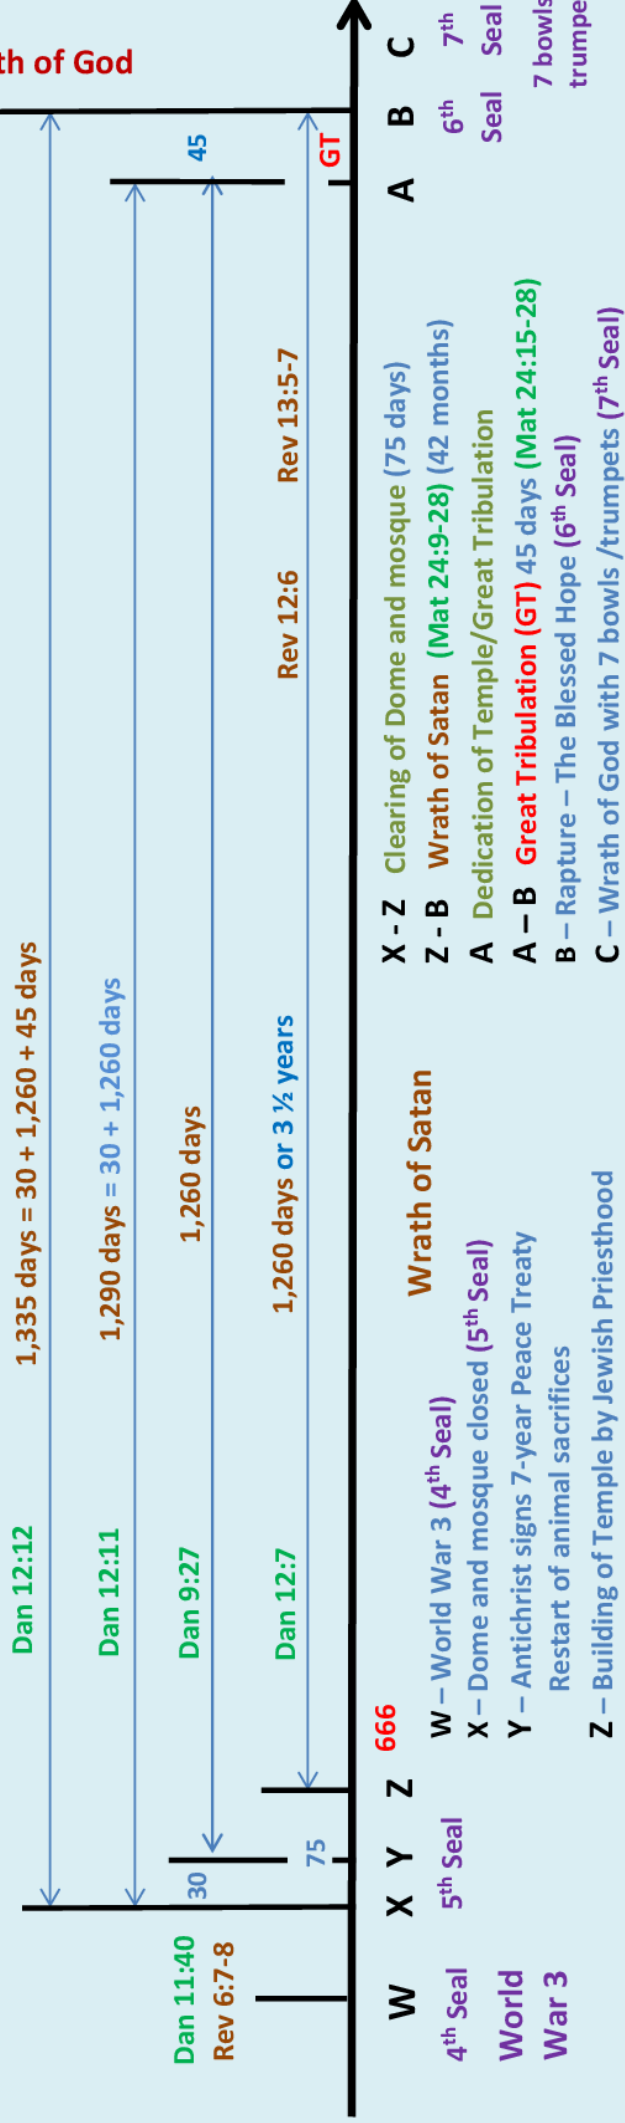 th of God
Dan 12:12 1,335 days = 30 + 1,260 + 45 days
Dan 12:11 1,290 days = 30 + 1,260 days
Dan 11:40 30 Dan 9:27 1,260 days 45
Rev 6:7-8
75 Dan 12:7 1,260 days or 3 ½ years Rev 12:6 Rev 13:5-7 GT
W X Y Z 666 A B C
4th Seal 5th Seal 6th Seal 7th Seal
World War 3
7 bowls
trumpe
Wrath of Satan
W – World War 3 (4th Seal)
X – Dome and mosque closed (5th Seal)
Y – Antichrist signs 7-year Peace Treaty
Restart of animal sacrifices
Z – Building of Temple by Jewish Priesthood
X - Z Clearing of Dome and mosque (75 days)
Z - B Wrath of Satan (Mat 24:9-28) (42 months)
A Dedication of Temple/Great Tribulation
A – B Great Tribulation (GT) 45 days (Mat 24:15-28)
B – Rapture – The Blessed Hope (6th Seal)
C – Wrath of God with 7 bowls /trumpets (7th Seal)